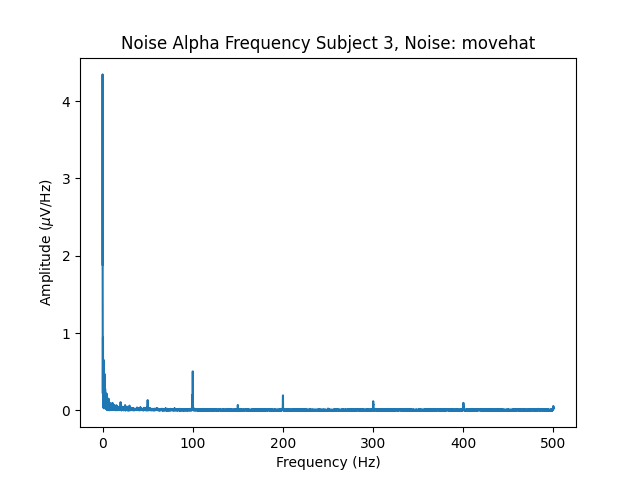 Noise Alpha Frequency Subject 3, Noise: movehat
Amplitude (μV/Hz)
4
3
2
1
0
0 100 200 300 400 500
Frequency (Hz)